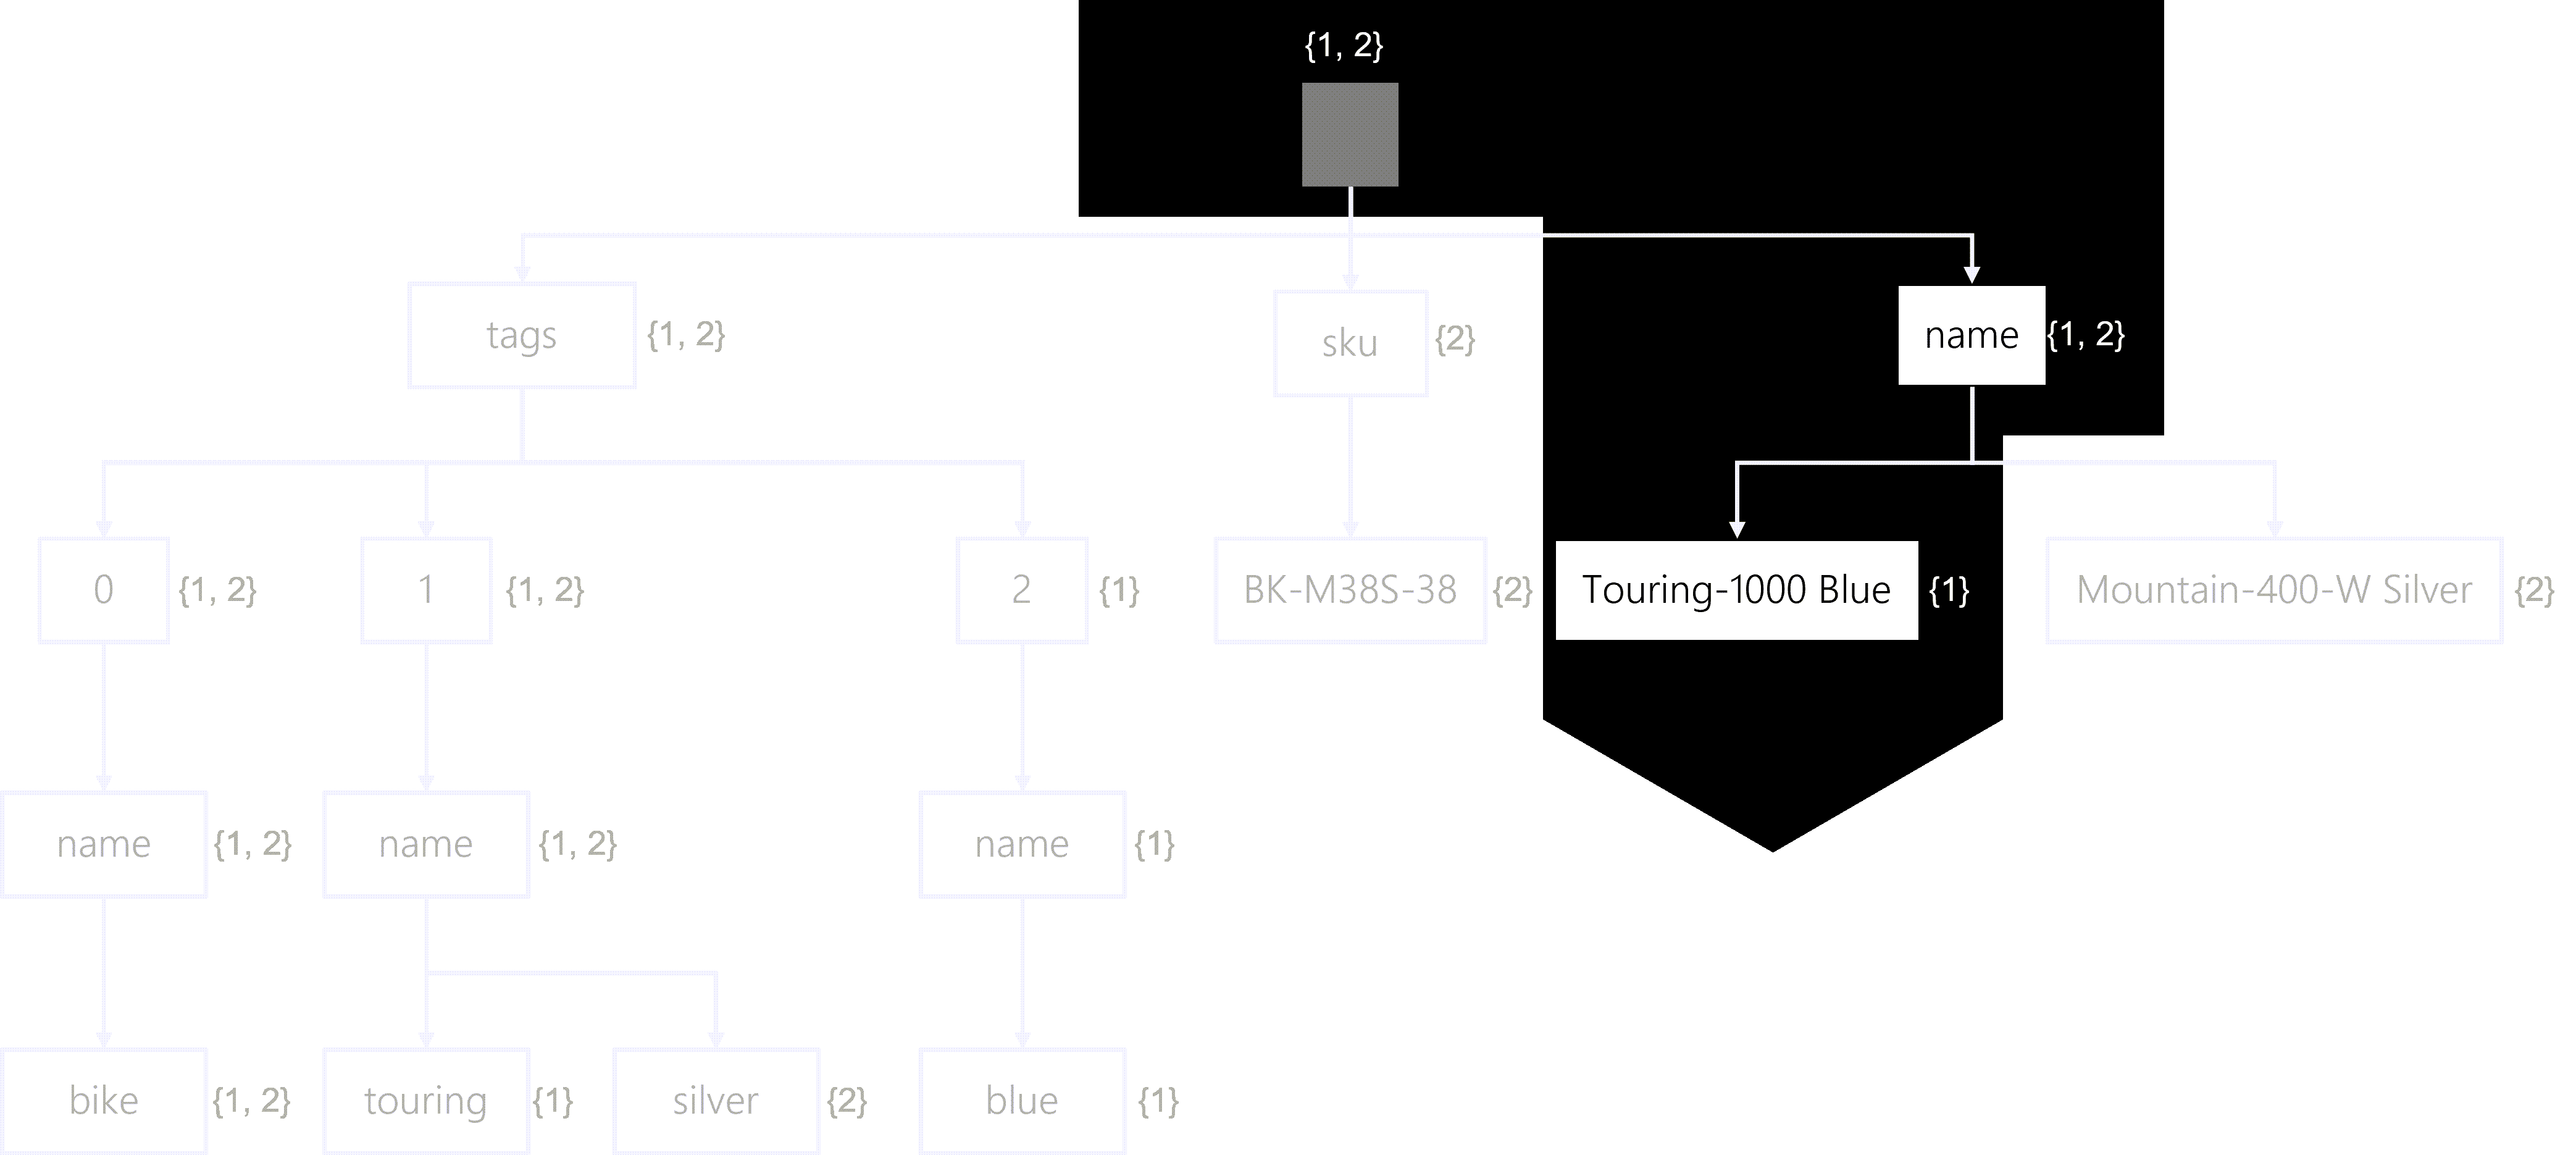 {1, 2}
tags {1, 2}
sku {2}
name {1, 2}
0 {1, 2}
1 {1, 2}
2 {1}
BK-M38S-38 {2}
Touring-1000 Blue {1}
Mountain-400-W Silver {2}
name {1, 2}
name {1, 2}
name {1}
bike {1, 2}
touring {1}
silver {2}
blue {1}